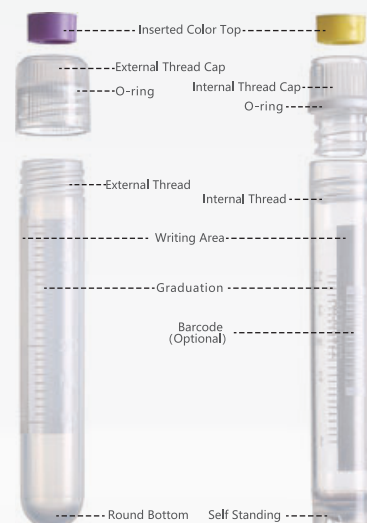 Inserted Color Top
External Thread Cap
Internal Thread Cap
O-ring
O-ring
External Thread
Internal Thread
Writing Area
Graduation
Barcode
(Optional)
Round Bottom
Self Standing